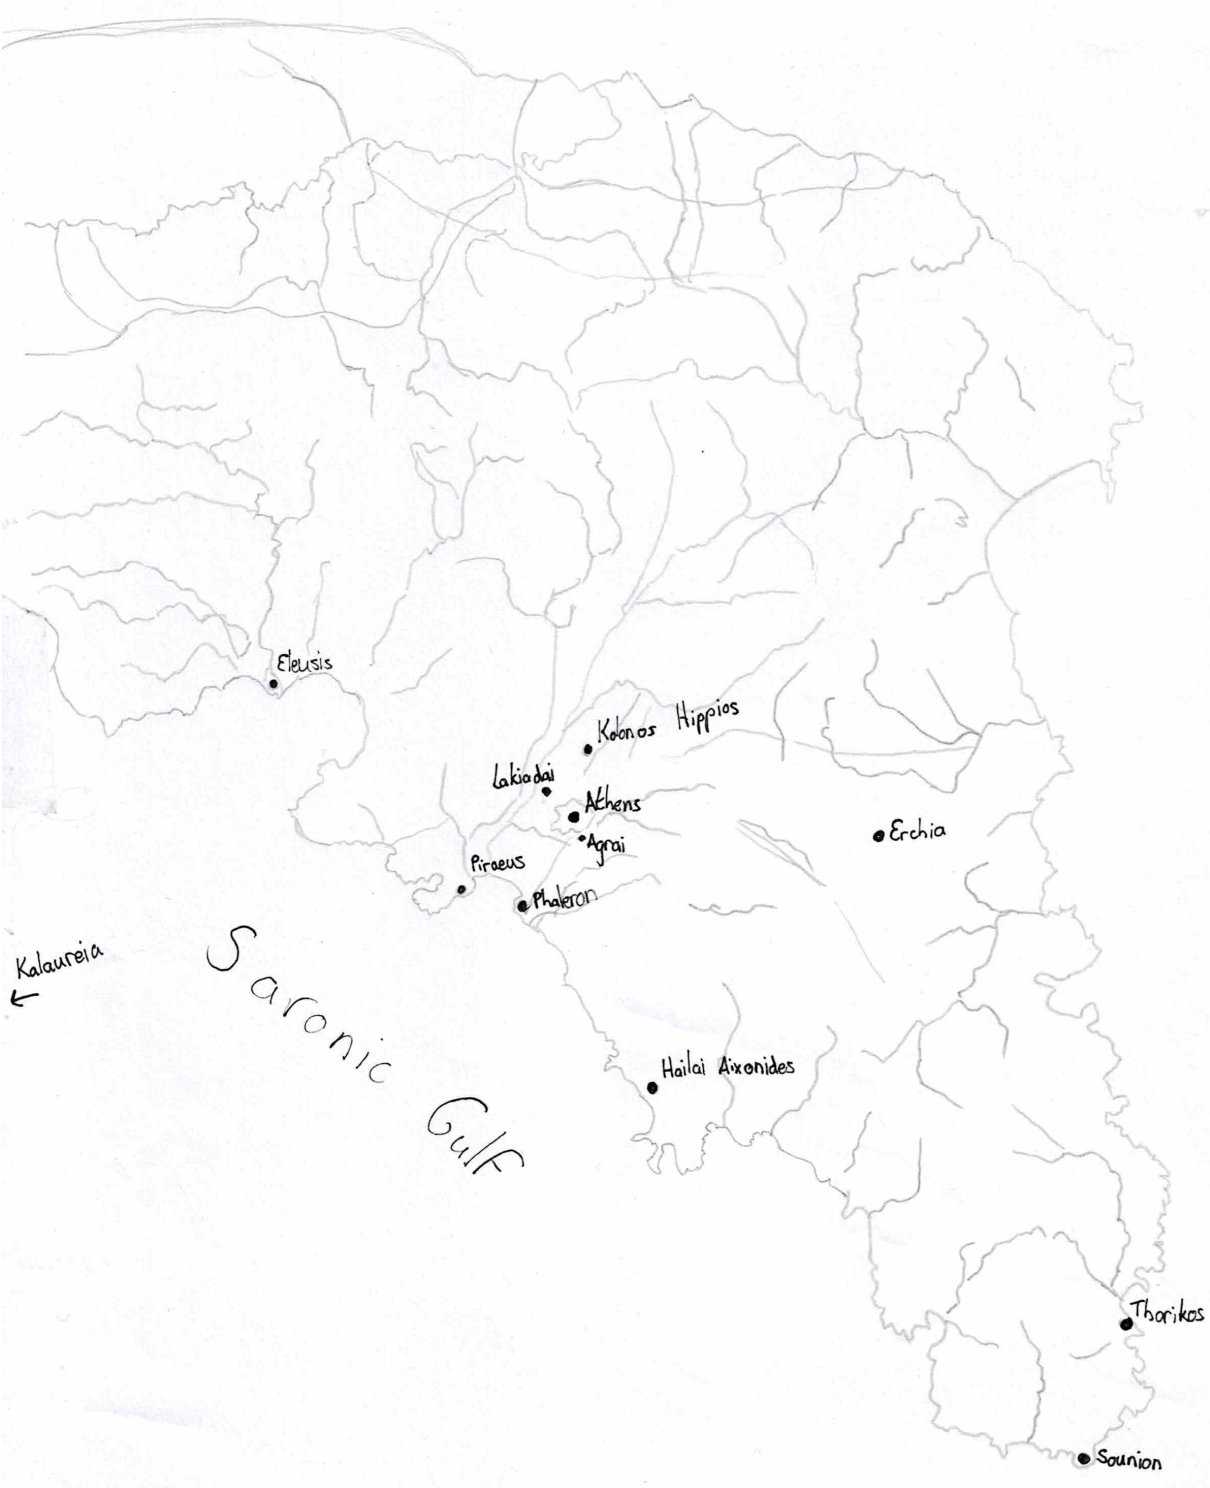 Eleusis
Kolonos Hippios
Lakiadai
Athens
Erchia
Agrai
Piraeus
Phaleron
Kalaureia
Saronic Gulf
Hailai Aixonides
Thorikos
Sounion